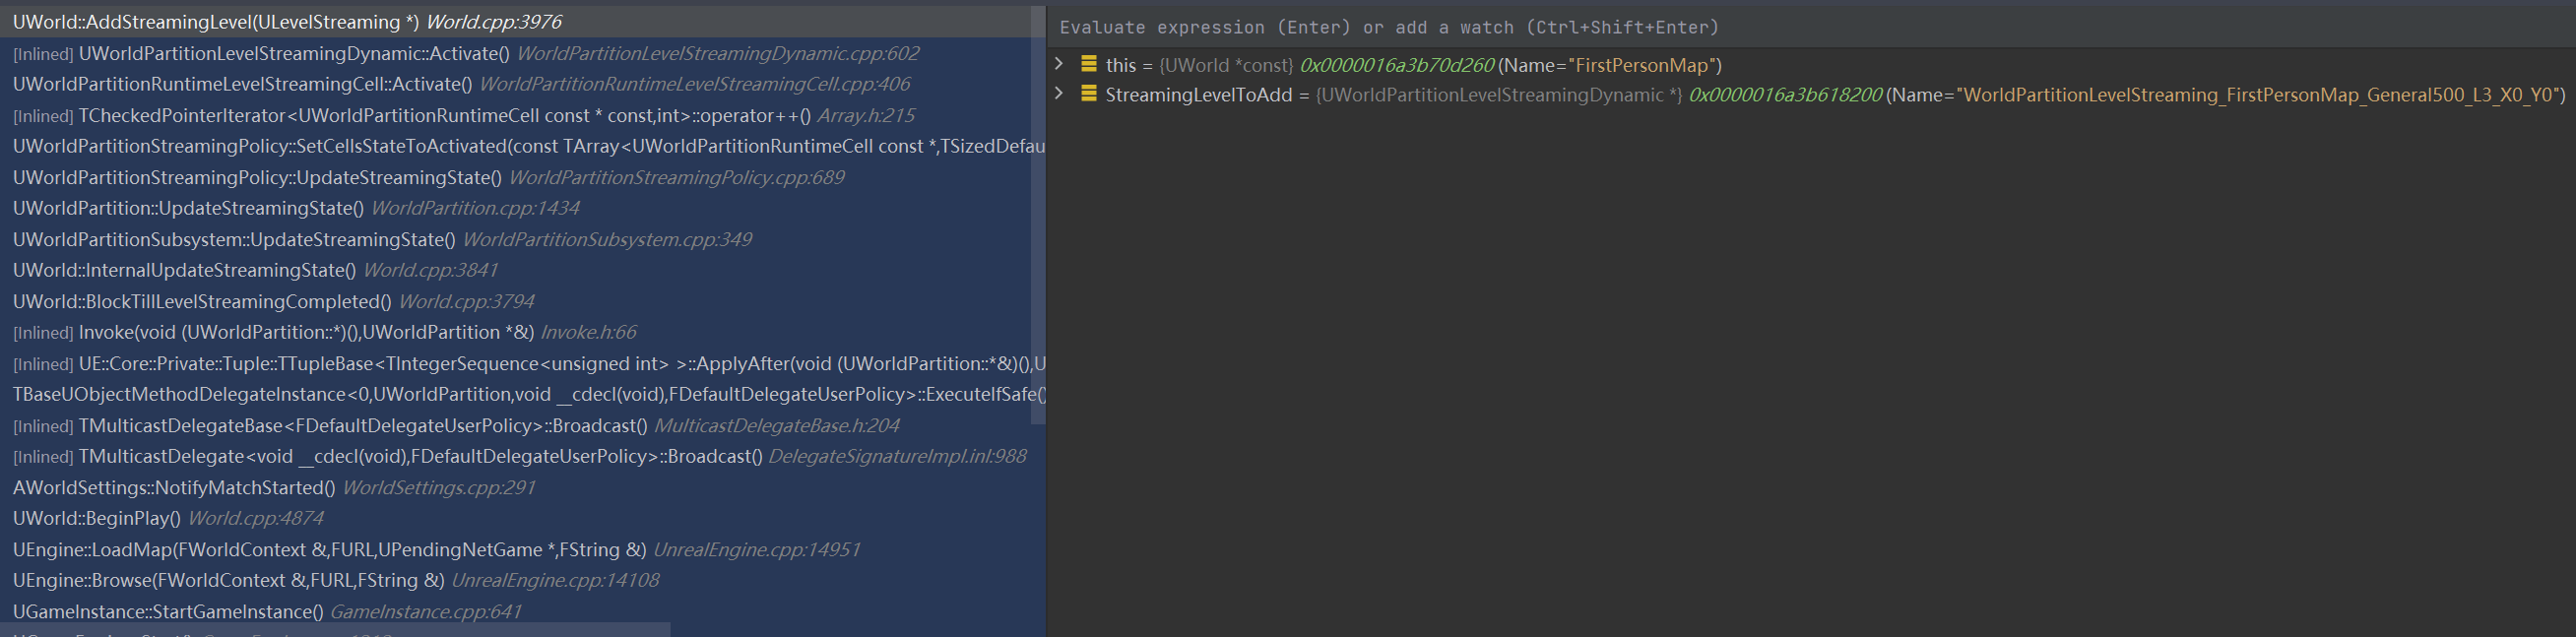 UWorld::AddStreamingLevel(ULevelStreaming *) World.cpp:3976
[Inlined] UWorldPartitionLevelStreamingDynamic::Activate() WorldPartitionLevelStreamingDynamic.cpp:602
UWorldPartitionRuntimeLevelStreamingCell::Activate() WorldPartitionRuntimeLevelStreamingCell.cpp:406
[Inlined] TCheckedPointerIterator<UWorldPartitionRuntimeCell const * const,int>::operator++() Array.h:215
UWorldPartitionStreamingPolicy::SetCellsStateToActivated(const TArray<UWorldPartitionRuntimeCell const *,TSizedDefau
UWorldPartitionStreamingPolicy::UpdateStreamingState() WorldPartitionStreamingPolicy.cpp:689
UWorldPartition::UpdateStreamingState() WorldPartition.cpp:1434
UWorldPartitionSubsystem::UpdateStreamingState() WorldPartitionSubsystem.cpp:349
UWorld::InternalUpdateStreamingState() World.cpp:3841
UWorld::BlockTillLevelStreamingCompleted() World.cpp:3794
[Inlined] Invoke(void (UWorldPartition::*)(),UWorldPartition *&) Invoke.h:66
[Inlined] UE::Core::Private::Tuple::TTupleBase<TIntegerSequence<unsigned int> >::ApplyAfter(void (UWorldPartition::*&)(),U
TBaseUObjectMethodDelegateInstance<0,UWorldPartition,void __cdecl(void),FDefaultDelegateUserPolicy>::ExecuteIfSafe()
[Inlined] TMulticastDelegateBase<FDefaultDelegateUserPolicy>::Broadcast() MulticastDelegateBase.h:204
[Inlined] TMulticastDelegate<void __cdecl(void),FDefaultDelegateUserPolicy>::Broadcast() DelegateSignatureImpl.inl:988
AWorldSettings::NotifyMatchStarted() WorldSettings.cpp:291
UWorld::BeginPlay() World.cpp:4874
UEngine::LoadMap(FWorldContext &,FURL,UPendingNetGame *,FString &) UnrealEngine.cpp:14951
UEngine::Browse(FWorldContext &,FURL,FString &) UnrealEngine.cpp:14108
UGameInstance::StartGameInstance() GameInstance.cpp:641
Evaluate expression (Enter) or add a watch (Ctrl+Shift+Enter)
this = {UWorld *const} 0x0000016a3b70d260 (Name="FirstPersonMap")
StreamingLevelToAdd = {UWorldPartitionLevelStreamingDynamic *} 0x0000016a3b618200 (Name="WorldPartitionLevelStreaming_FirstPersonMap_General500_L3_X0_Y0")